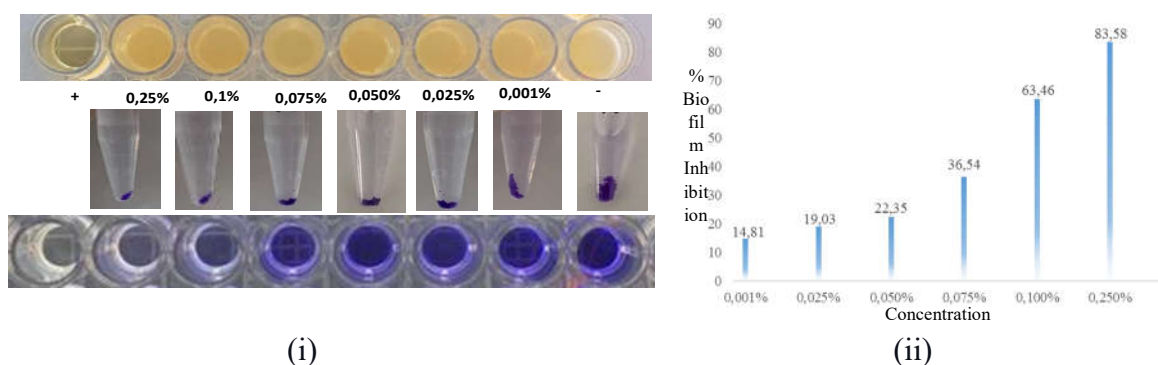 + 0,25% 0,1% 0,075% 0,050% 0,025% 0,001% -
(i)
90
80
70
60
50
40
30
20
10
0
%
Bio
fil
m
Inh
ibit
ion
14,81
19,03
22,35
36,54
63,46
83,58
0,001% 0,025% 0,050% 0,075% 0,100% 0,250%
Concentration
(ii)